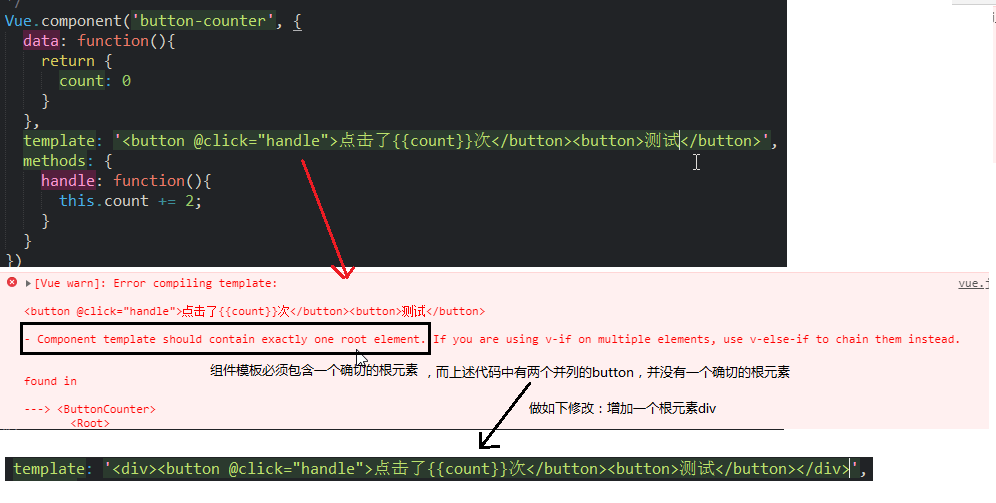 */
Vue.component('button-counter', {
data: function(){
return {
count: 0
}
},
template: '<button @click="handle">点击了{{count}}次</button><button>测试</button>',
methods: {
handle: function(){
this.count += 2;
}
}
})
[Vue warn]: Error compiling template:
vue.j
<button @click="handle">点击了{{count}}次</button><button>测试</button>
- Component template should contain exactly one root element. If you are using v-if on multiple elements, use v-else-if to chain them instead.
组件模板必须包含一个确切的根元素 ，而上述代码中有两个并列的button，并没有一个确切的根元素
found in
---> <ButtonCounter>
做如下修改：增加一个根元素div
<Root>
template: '<div><button @click="handle">点击了{{count}}次</button><button>测试</button></div>',